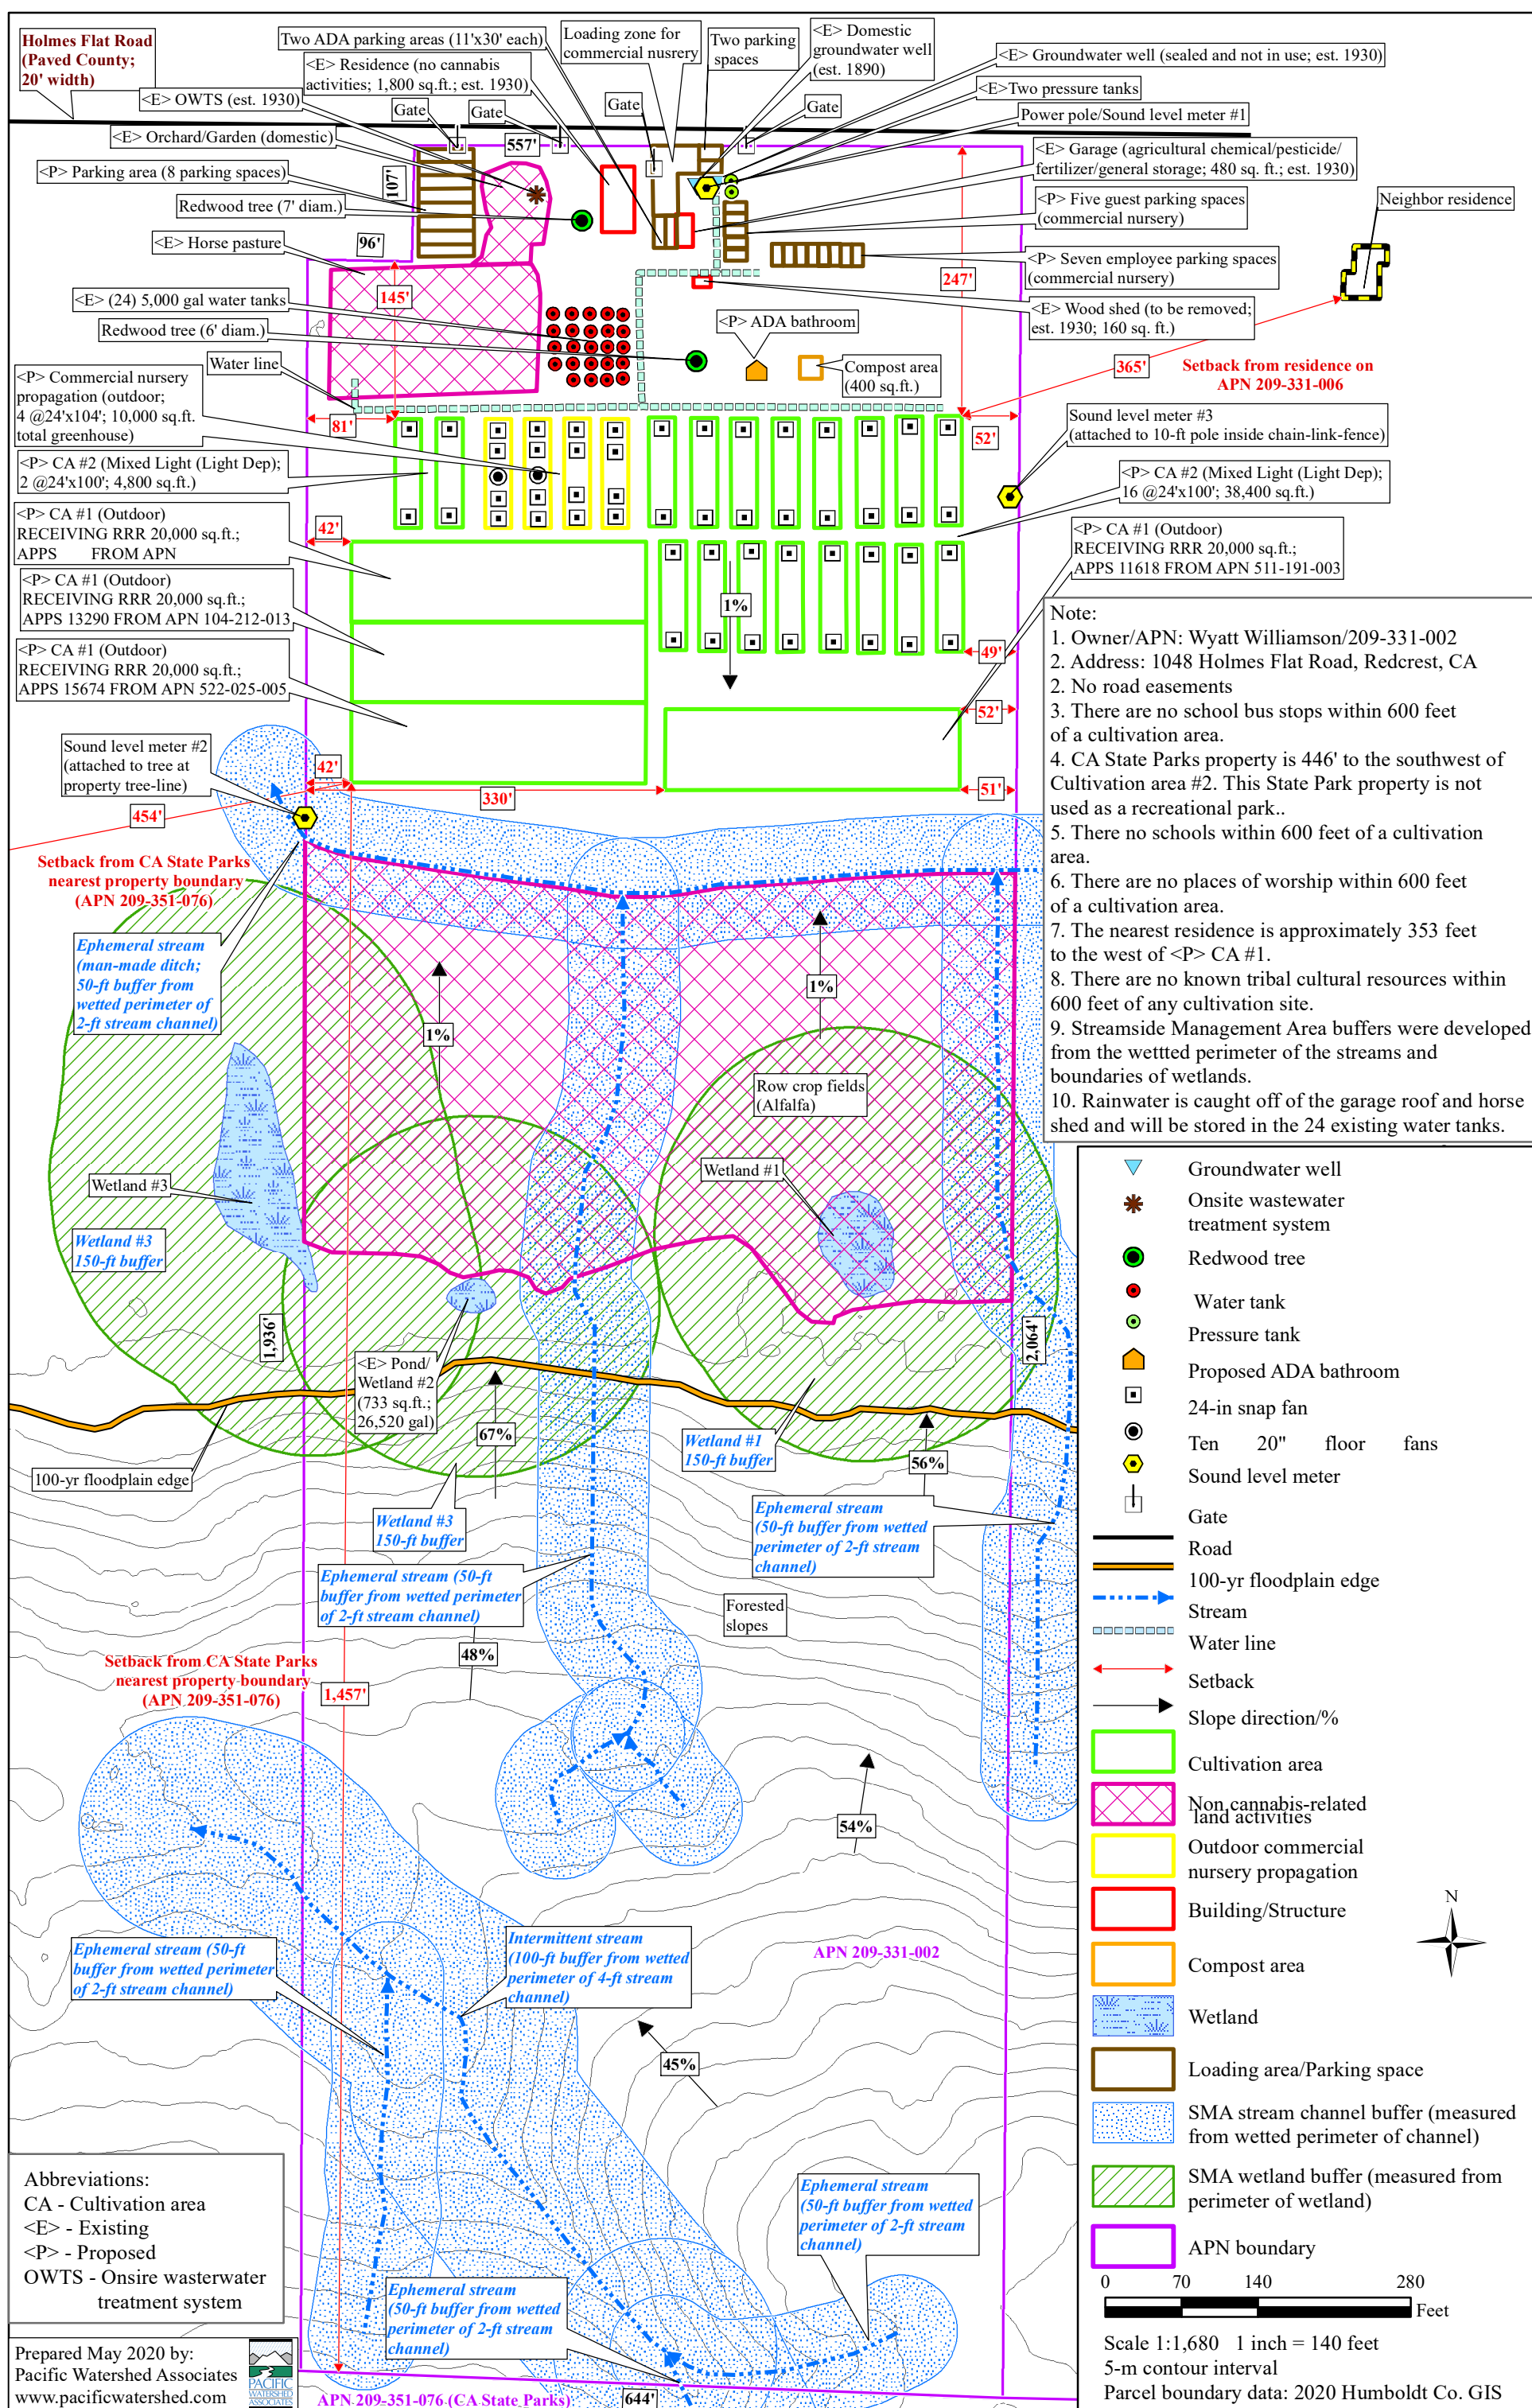 Holmes Flat Road
(Paved County;
20' width)
Two ADA parking areas (11'x30' each)
<E> Residence (no cannabis
activities; 1,800 sq.ft.; est. 1930)
Loading zone for
commercial nusrery
Two parking
spaces
<E> Domestic
groundwater well
(est. 1890)
<E> Groundwater well (sealed and not in use; est. 1930)
<E>Two pressure tanks
Power pole/Sound level meter #1
<E> OWTS (est. 1930)
Gate
Gate
Gate
Gate
<E> Orchard/Garden (domestic)
557'
<E> Garage (agricultural chemical/pesticide/
fertilizer/general storage; 480 sq. ft.; est. 1930)
<P> Parking area (8 parking spaces)
107'
Redwood tree (7' diam.)
<P> Five guest parking spaces
(commercial nursery)
Neighbor residence
<E> Horse pasture
96'
<P> Seven employee parking spaces
(commercial nursery)
145'
247'
<E> (24) 5,000 gal water tanks
<E> Wood shed (to be removed;
est. 1930; 160 sq. ft.)
Redwood tree (6' diam.)
<P> ADA bathroom
Water line
Compost area
(400 sq.ft.)
365'
Setback from residence on
APN 209-331-006
<P> Commercial nursery
propagation (outdoor;
4 @24'x104'; 10,000 sq.ft.
total greenhouse)
81'
52'
Sound level meter #3
(attached to 10-ft pole inside chain-link-fence)
<P> CA #2 (Mixed Light (Light Dep);
2 @24'x100'; 4,800 sq.ft.)
<P> CA #2 (Mixed Light (Light Dep);
16 @24'x100'; 38,400 sq.ft.)
<P> CA #1 (Outdoor)
RECEIVING RRR 20,000 sq.ft.;
APPS FROM APN
42'
<P> CA #1 (Outdoor)
RECEIVING RRR 20,000 sq.ft.;
APPS 11618 FROM APN 511-191-003
<P> CA #1 (Outdoor)
RECEIVING RRR 20,000 sq.ft.;
APPS 13290 FROM APN 104-212-013
1%
<P> CA #1 (Outdoor)
RECEIVING RRR 20,000 sq.ft.;
APPS 15674 FROM APN 522-025-005
49'
52'
Note:
1. Owner/APN: Wyatt Williamson/209-331-002
2. Address: 1048 Holmes Flat Road, Redcrest, CA
2. No road easements
3. There are no school bus stops within 600 feet
of a cultivation area.
4. CA State Parks property is 446' to the southwest of
Cultivation area #2. This State Park property is not
used as a recreational park..
5. There no schools within 600 feet of a cultivation
area.
6. There are no places of worship within 600 feet
of a cultivation area.
7. The nearest residence is approximately 353 feet
to the west of <P> CA #1.
8. There are no known tribal cultural resources within
600 feet of any cultivation site.
9. Streamside Management Area buffers were developed
from the wettted perimeter of the streams and
boundaries of wetlands.
10. Rainwater is caught off of the garage roof and horse
shed and will be stored in the 24 existing water tanks.
Sound level meter #2
(attached to tree at
property tree-line)
42'
330'
51'
454'
Setback from CA State Parks
nearest property boundary
(APN 209-351-076)
Ephemeral stream
(man-made ditch;
50-ft buffer from
wetted perimeter of
2-ft stream channel)
1%
1%
Row crop fields
(Alfalfa)
Wetland #1
Wetland #3
Wetland #3
150-ft buffer
1,936'
2,064'
<E> Pond/
Wetland #2
(733 sq.ft.;
26,520 gal)
67%
Wetland #1
150-ft buffer
56%
100-yr floodplain edge
Wetland #3
150-ft buffer
Ephemeral stream
(50-ft buffer from wetted
perimeter of 2-ft stream
channel)
Ephemeral stream (50-ft
buffer from wetted perimeter
of 2-ft stream channel)
Forested
slopes
48%
Setback from CA State Parks
nearest property boundary
(APN 209-351-076)
1,457'
54%
Ephemeral stream (50-ft
buffer from wetted perimeter
of 2-ft stream channel)
Intermittent stream
(100-ft buffer from wetted
perimeter of 4-ft stream
channel)
APN 209-331-002
45%
Ephemeral stream
(50-ft buffer from wetted
perimeter of 2-ft stream
channel)
Ephemeral stream
(50-ft buffer from wetted
perimeter of 2-ft stream
channel)
APN 209-351-076 (CA State Parks)
644'
Groundwater well
Onsite wastewater
treatment system
Redwood tree
Water tank
Pressure tank
Proposed ADA bathroom
24-in snap fan
Ten 20" floor fans
Sound level meter
Gate
Road
100-yr floodplain edge
Stream
Water line
Setback
Slope direction/%
Cultivation area
Non cannabis-related
land activities
Outdoor commercial
nursery propagation
Building/Structure
Compost area
Wetland
Loading area/Parking space
SMA stream channel buffer (measured
from wetted perimeter of channel)
SMA wetland buffer (measured from
perimeter of wetland)
APN boundary
N
0 70 140 280
Feet
Scale 1:1,680 1 inch = 140 feet
5-m contour interval
Parcel boundary data: 2020 Humboldt Co. GIS
Abbreviations:
CA - Cultivation area
<E> - Existing
<P> - Proposed
OWTS - Onsire wasterwater
treatment system
Prepared May 2020 by:
Pacific Watershed Associates
www.pacificwatershed.com
PACIFIC
WATERSHED
ASSOCIATES